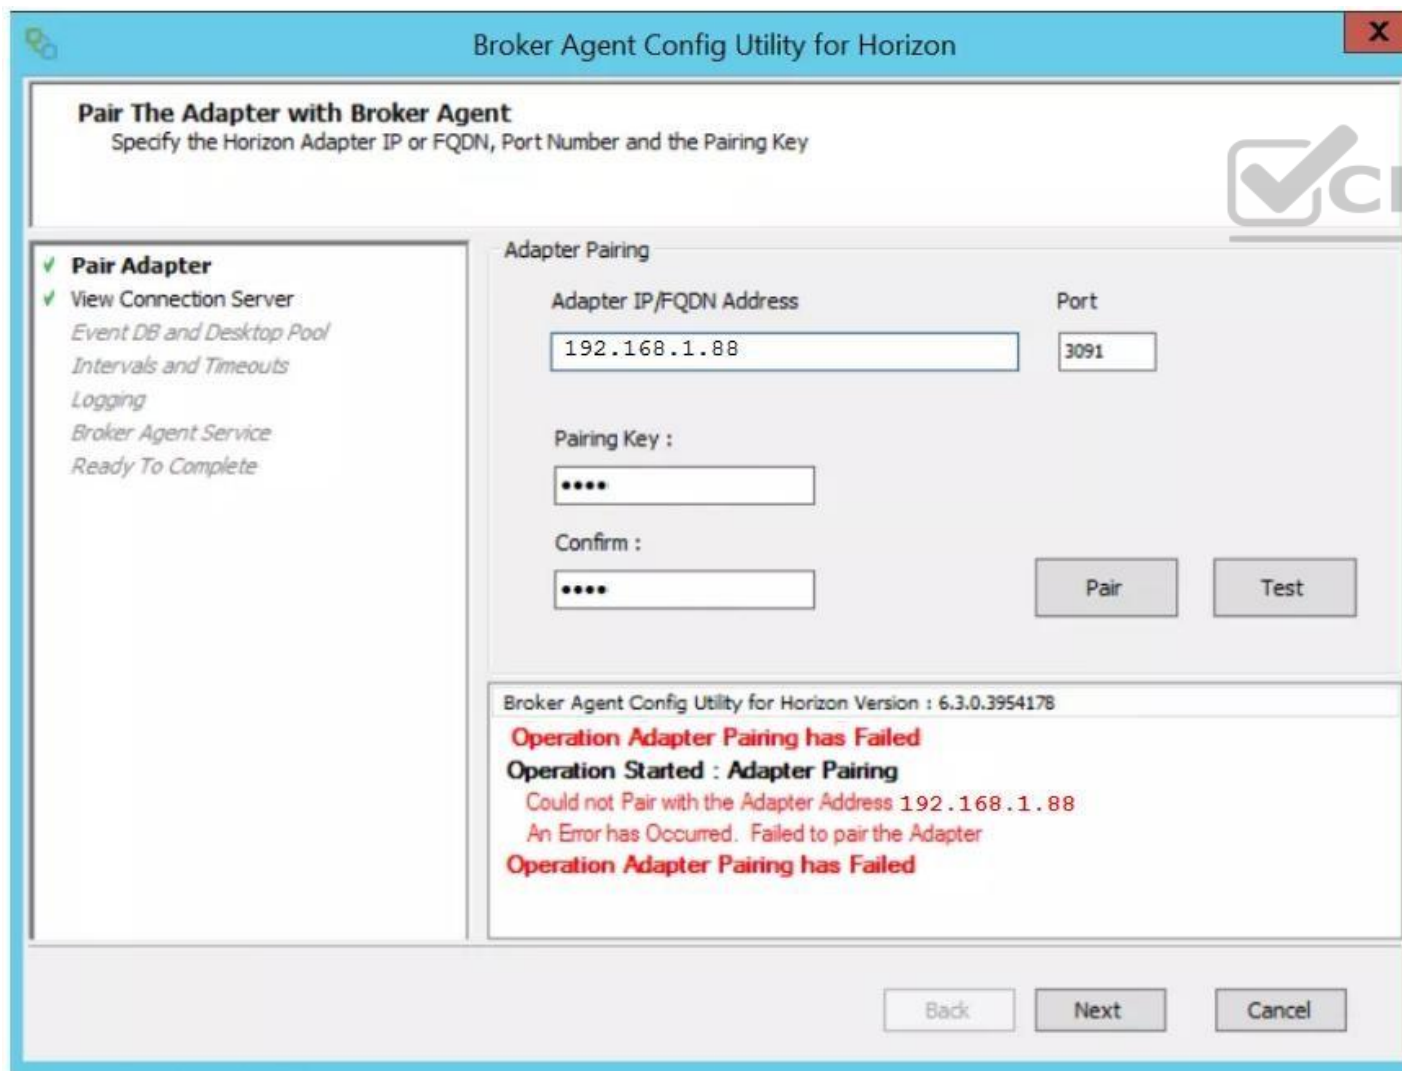 Broker Agent Config Utility for Horizon
X
Pair The Adapter with Broker Agent
Specify the Horizon Adapter IP or FQDN, Port Number and the Pairing Key
Pair Adapter
View Connection Server
Event DB and Desktop Pool
Intervals and Timeouts
Logging
Broker Agent Service
Ready To Complete
Adapter Pairing
Adapter IP/FQDN Address
Port
192.168.1.88
3091
Pairing Key :
••••
Confirm :
••••
Pair
Test
Broker Agent Config Utility for Horizon Version : 6.3.0.3954178
Operation Adapter Pairing has Failed
Operation Started : Adapter Pairing
Could not Pair with the Adapter Address 192.168.1.88
An Error has Occurred. Failed to pair the Adapter
Operation Adapter Pairing has Failed
Back
Next
Cancel